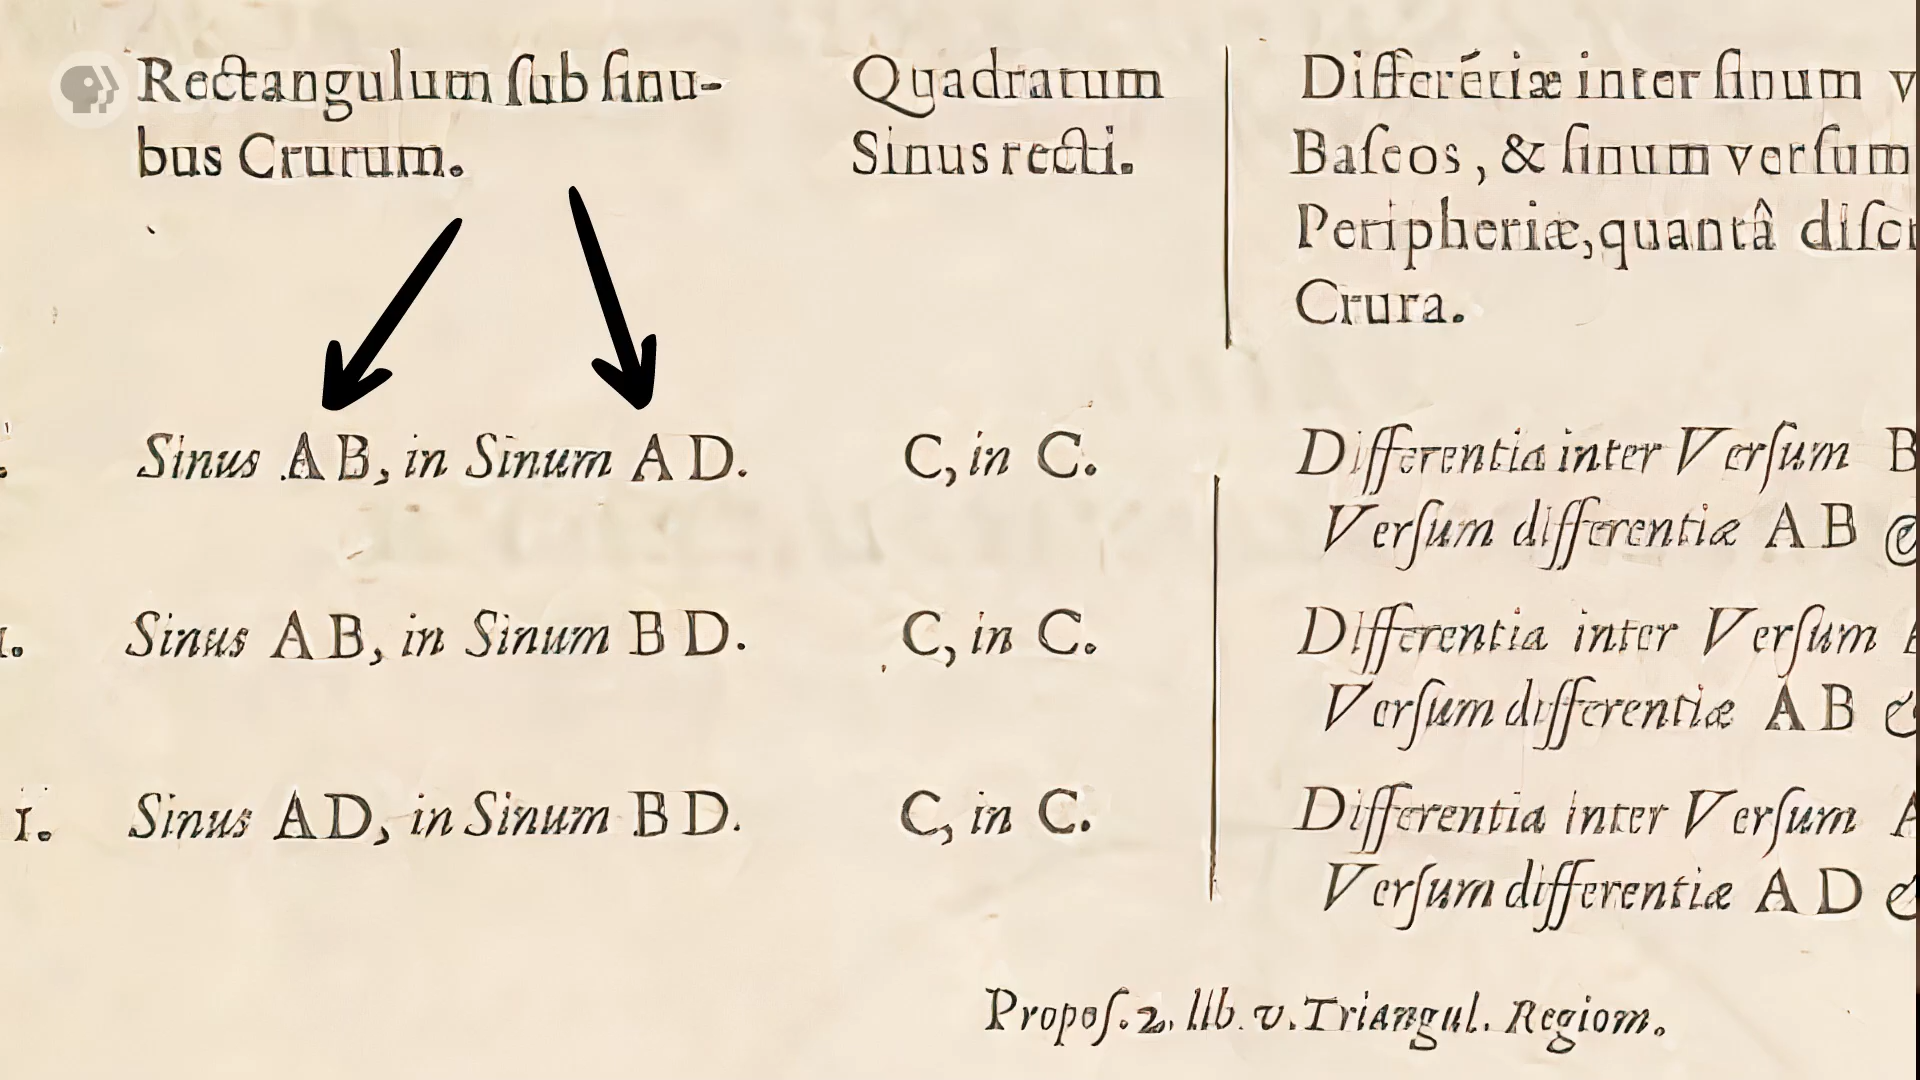 Rectangulum ſub ſinu-
bus Crurum.
Quadratum
Sinus recti.
Differẽtiæ inter ſinum v
Baſeos, & ſinum verſum
Peripheriæ, quantâ
Crura.
Sinus AB, in Sinum AD.
C, in C.
Differentia inter Verſum B
Verſum differentiæ AB &
Sinus AB, in Sinum BD.
C, in C.
Differentia inter Verſum
Verſum differentiæ AB &
1. Sinus AD, in Sinum BD.
C, in C.
Differentia inter Verſum A
Verſum differentiæ AD &
Propoſ. 2. lib. v. Triangul. Regiom.